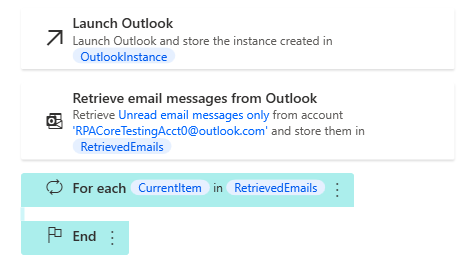 Launch Outlook
Launch Outlook and store the instance created in
OutlookInstance
Retrieve email messages from Outlook
Retrieve Unread email messages only from account
'RPACoreTestingAcct0@outlook.com' and store them in
RetrievedEmails
For each CurrentItem in RetrievedEmails
End